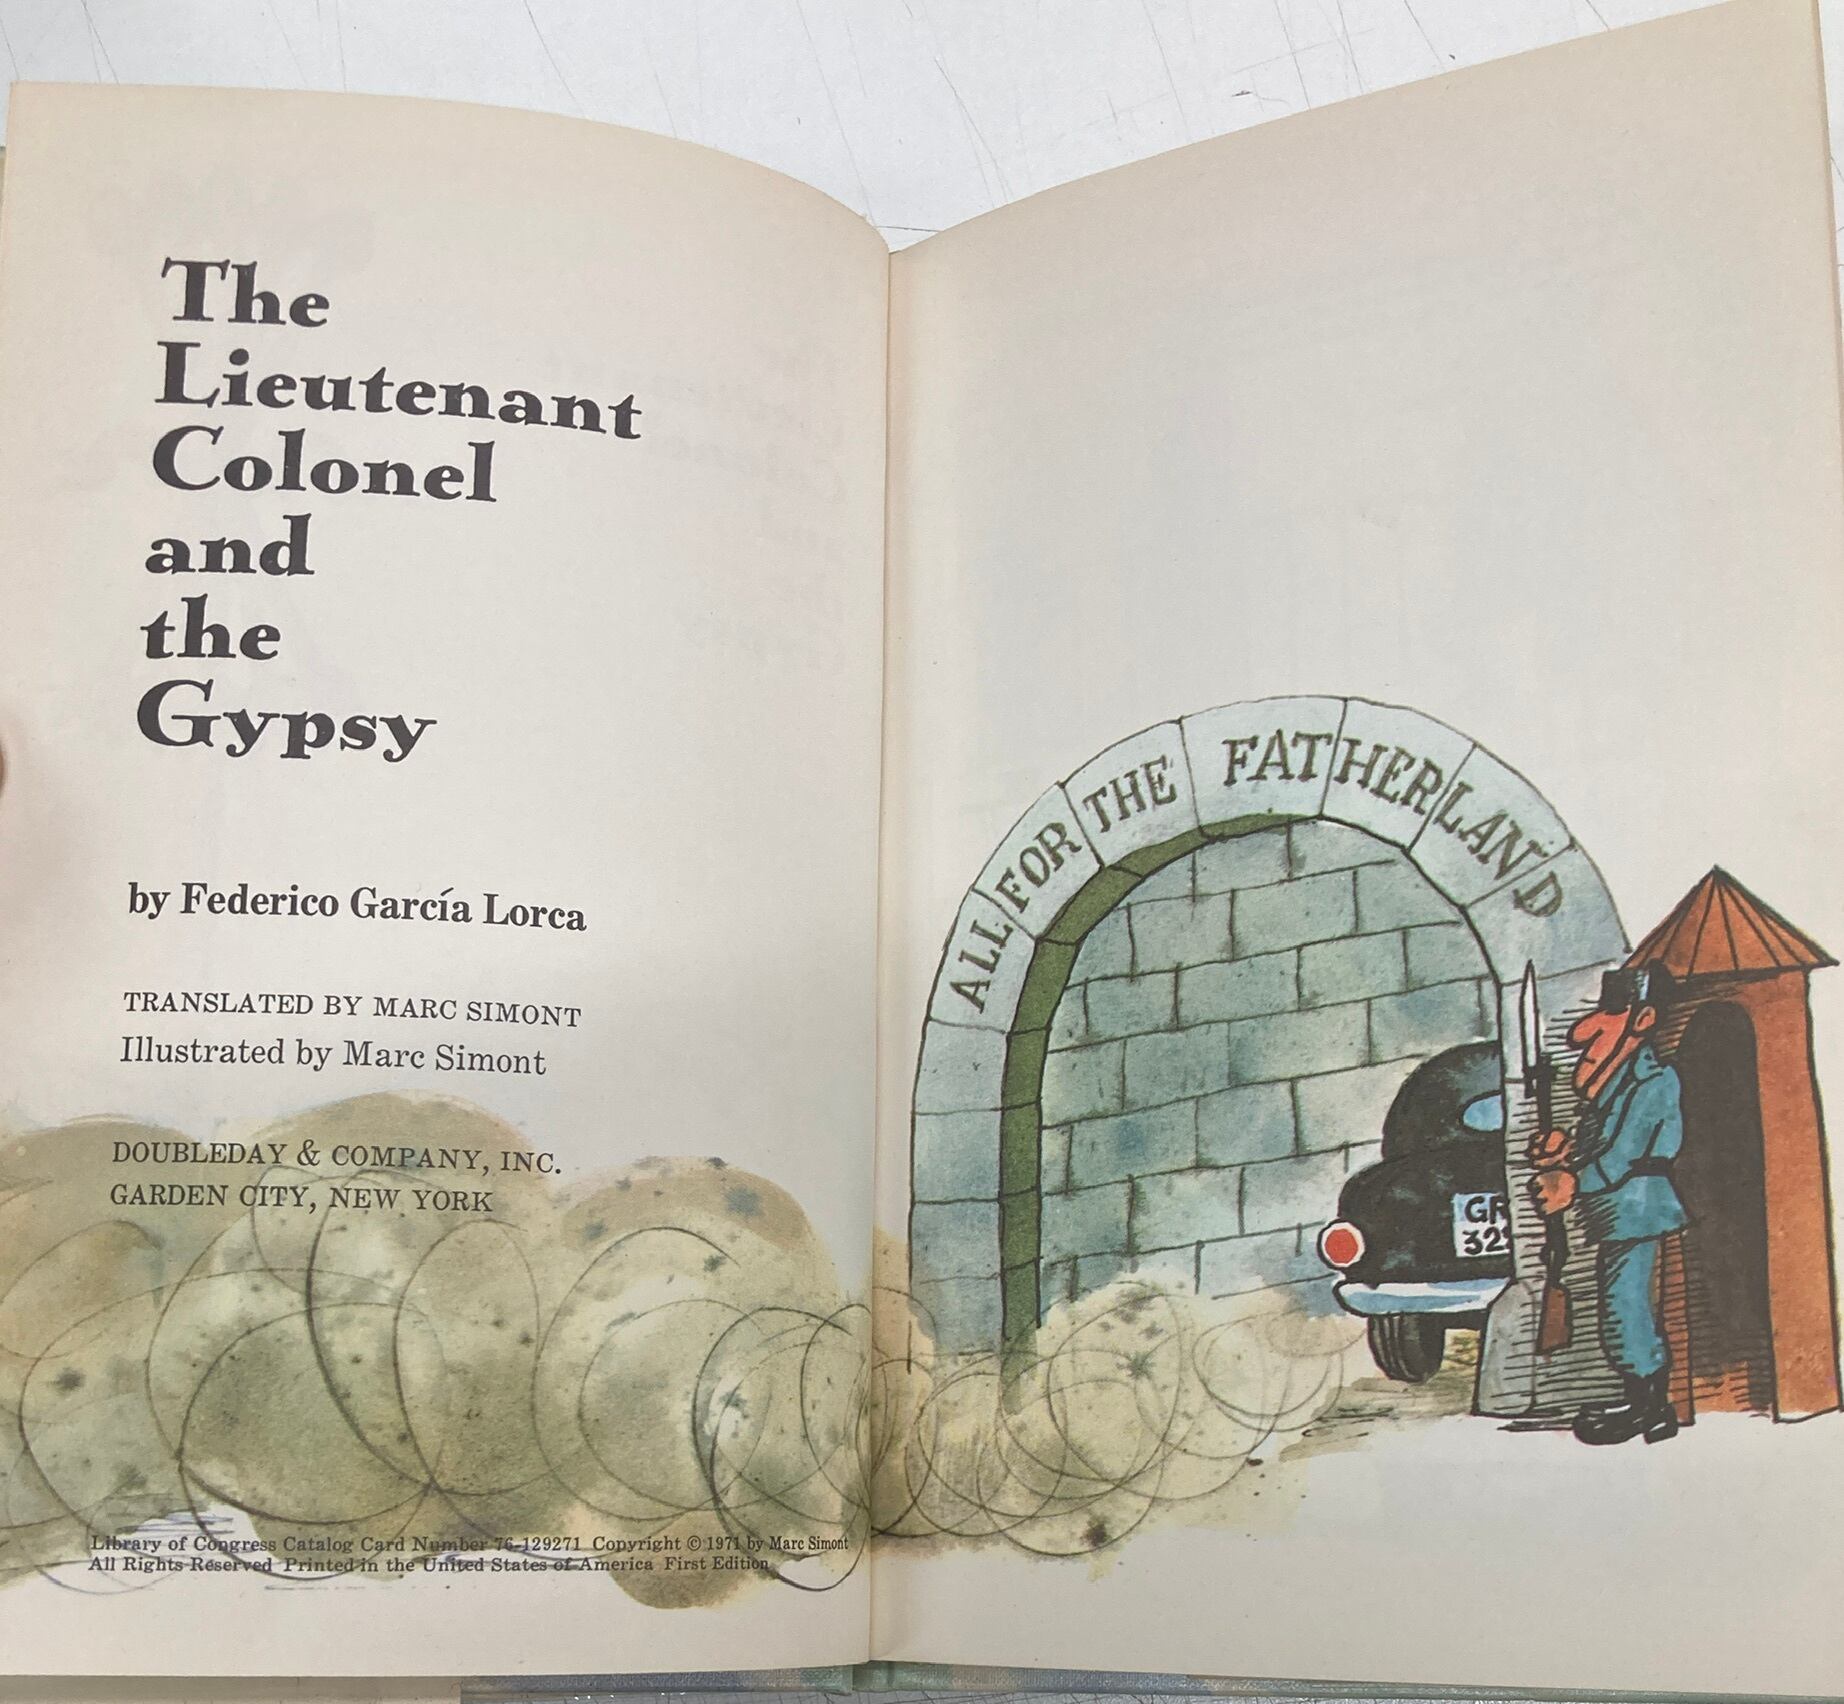 The
Lieutenant
Colonel
and
the
Gypsy
by Federico García Lorca
TRANSLATED BY MARC SIMONT
Illustrated by Marc Simont
DOUBLEDAY & COMPANY, INC.
GARDEN CITY, NEW YORK
Library of Congress Catalog Card Number 76-129271 Copyright © 1971 by Marc Simont
All Rights Reserved Printed in the United States of America First Edition
ALL FOR THE FATHERLAND
GR
32